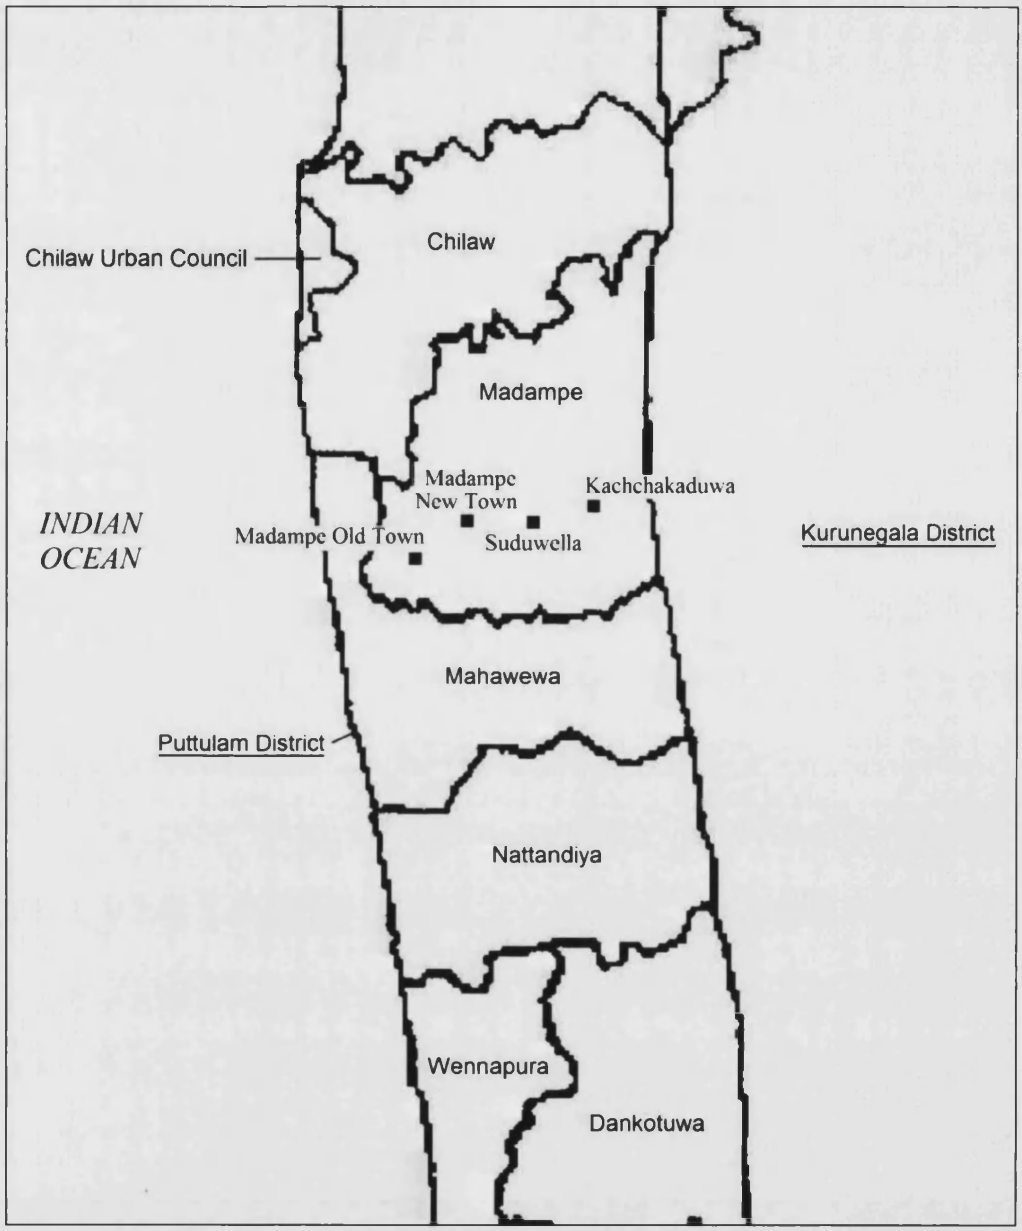 Chilaw
Chilaw Urban Council
Madampe
Madampe
New Town
Kachchakaduwa
INDIAN
OCEAN
Madampe Old Town
Suduwella
Kurunegala District
Mahawewa
Puttulam District
Nattandiya
Wennapura
Dankotuwa